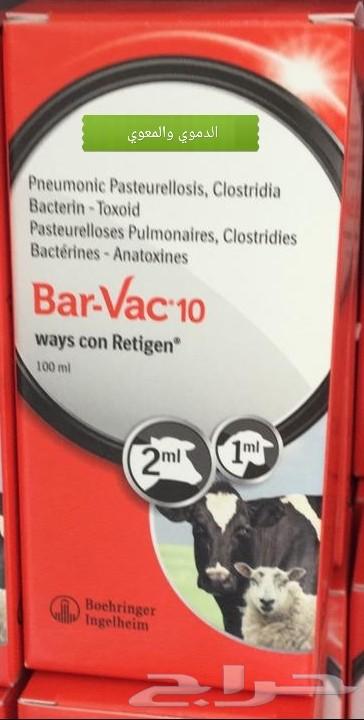 الدموي والمعوي
Pneumonic Pasteurellosis, Clostridia
Bacterin - Toxoid
Pasteurelloses Pulmonaires, Clostridies
Bactérines - Anatoxines
Bar-Vac®10
ways con Retigen®
100 ml
2ml
1ml
Boehringer
Ingelheim
حراج